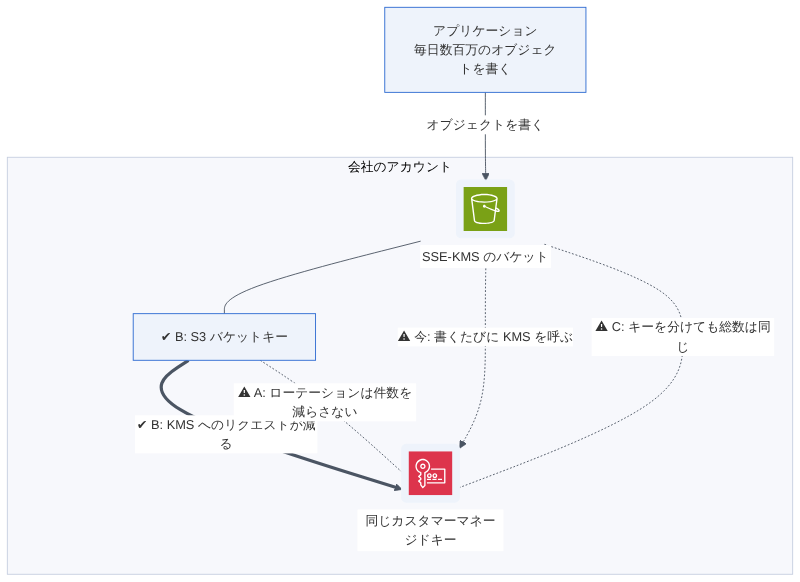 アプリケーション
毎日数百万のオブジェク
トを書く
オブジェクトを書く
会社のアカウント
SSE-KMS のバケット
✔ B: S3 バケットキー
⚠ 今: 書くたびに KMS を呼ぶ
⚠ C: キーを分けても総数は同
じ
⚠ A: ローテーションは件数を
減らさない
✔ B: KMS へのリクエストが減
る
同じカスタマーマネー
ジドキー